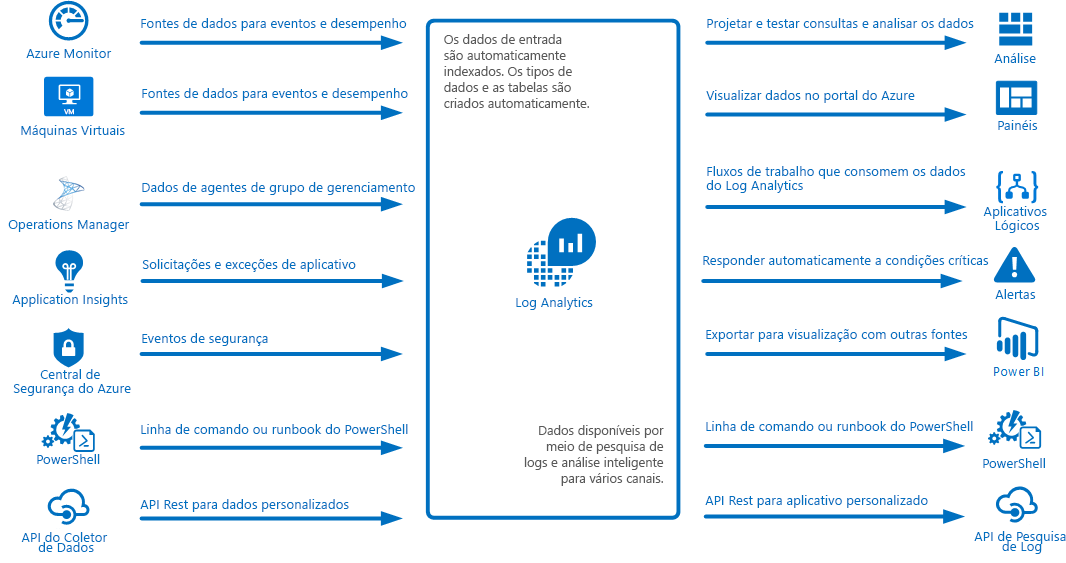 Fontes de dados para eventos e desempenho
Azure Monitor
Fontes de dados para eventos e desempenho
VM
Máquinas Virtuais
Dados de agentes de grupo de gerenciamento
Operations Manager
Solicitações e exceções de aplicativo
Application Insights
Eventos de segurança
Central de
Segurança do Azure
Linha de comando ou runbook do PowerShell
PowerShell
API Rest para dados personalizados
API do Coletor
de Dados
Os dados de entrada
são automaticamente
indexados. Os tipos de
dados e as tabelas são
criados automaticamente.
Log Analytics
Dados disponíveis por
meio de pesquisa de
logs e análise inteligente
para vários canais.
Projetar e testar consultas e analisar os dados
Análise
Visualizar dados no portal do Azure
Painéis
Fluxos de trabalho que consomem os dados
do Log Analytics
Aplicativos
Lógicos
Responder automaticamente a condições críticas
Alertas
Exportar para visualização com outras fontes
Power BI
Linha de comando ou runbook do PowerShell
PowerShell
API Rest para aplicativo personalizado
API de Pesquisa
de Log